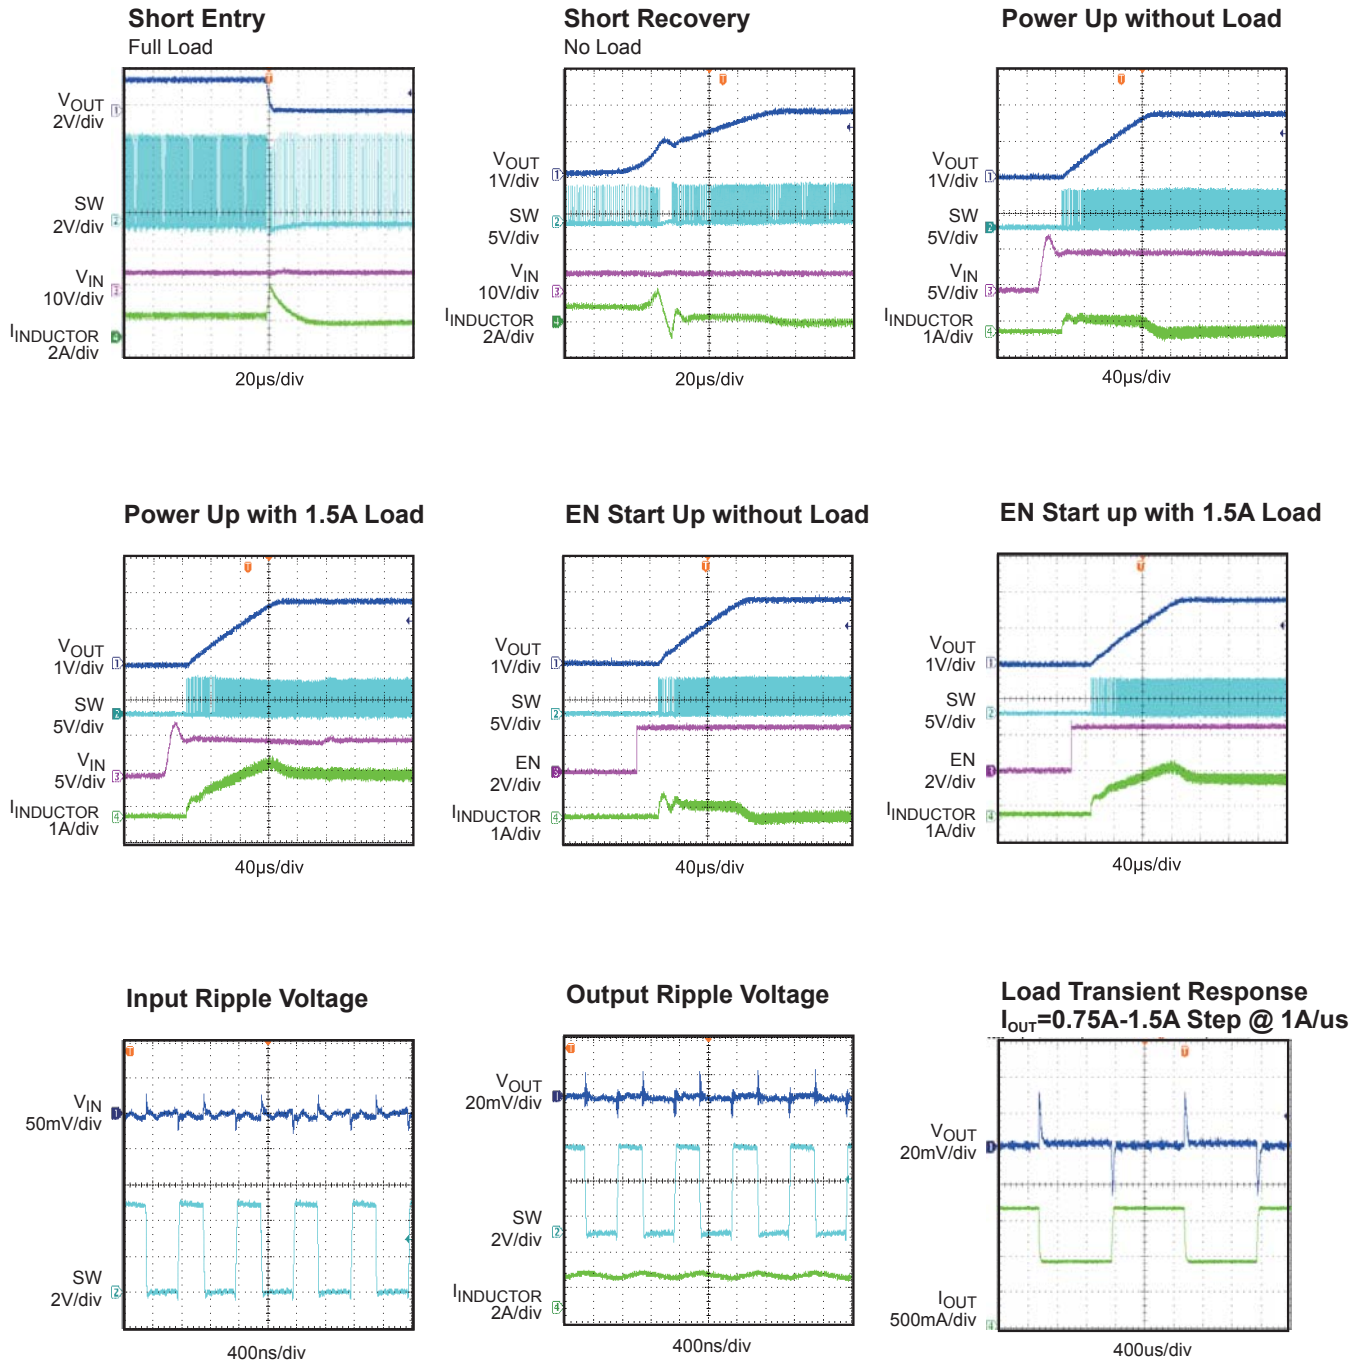 Short Entry
Full Load
VOUT
2V/div
SW
2V/div
VIN
10V/div
IINDUCTOR
2A/div
20µs/div
Short Recovery
No Load
VOUT
1V/div
SW
5V/div
VIN
10V/div
IINDUCTOR
2A/div
20µs/div
Power Up without Load
VOUT
1V/div
SW
5V/div
VIN
5V/div
IINDUCTOR
1A/div
40µs/div
Power Up with 1.5A Load
VOUT
1V/div
SW
5V/div
VIN
5V/div
IINDUCTOR
1A/div
40µs/div
EN Start Up without Load
VOUT
1V/div
SW
5V/div
EN
2V/div
IINDUCTOR
1A/div
40µs/div
EN Start up with 1.5A Load
VOUT
1V/div
SW
5V/div
EN
2V/div
IINDUCTOR
1A/div
40µs/div
Input Ripple Voltage
VIN
50mV/div
SW
2V/div
400ns/div
Output Ripple Voltage
VOUT
20mV/div
SW
2V/div
IINDUCTOR
2A/div
400ns/div
Load Transient Response
IOUT=0.75A-1.5A Step @ 1A/us
VOUT
20mV/div
IOUT
500mA/div
400us/div